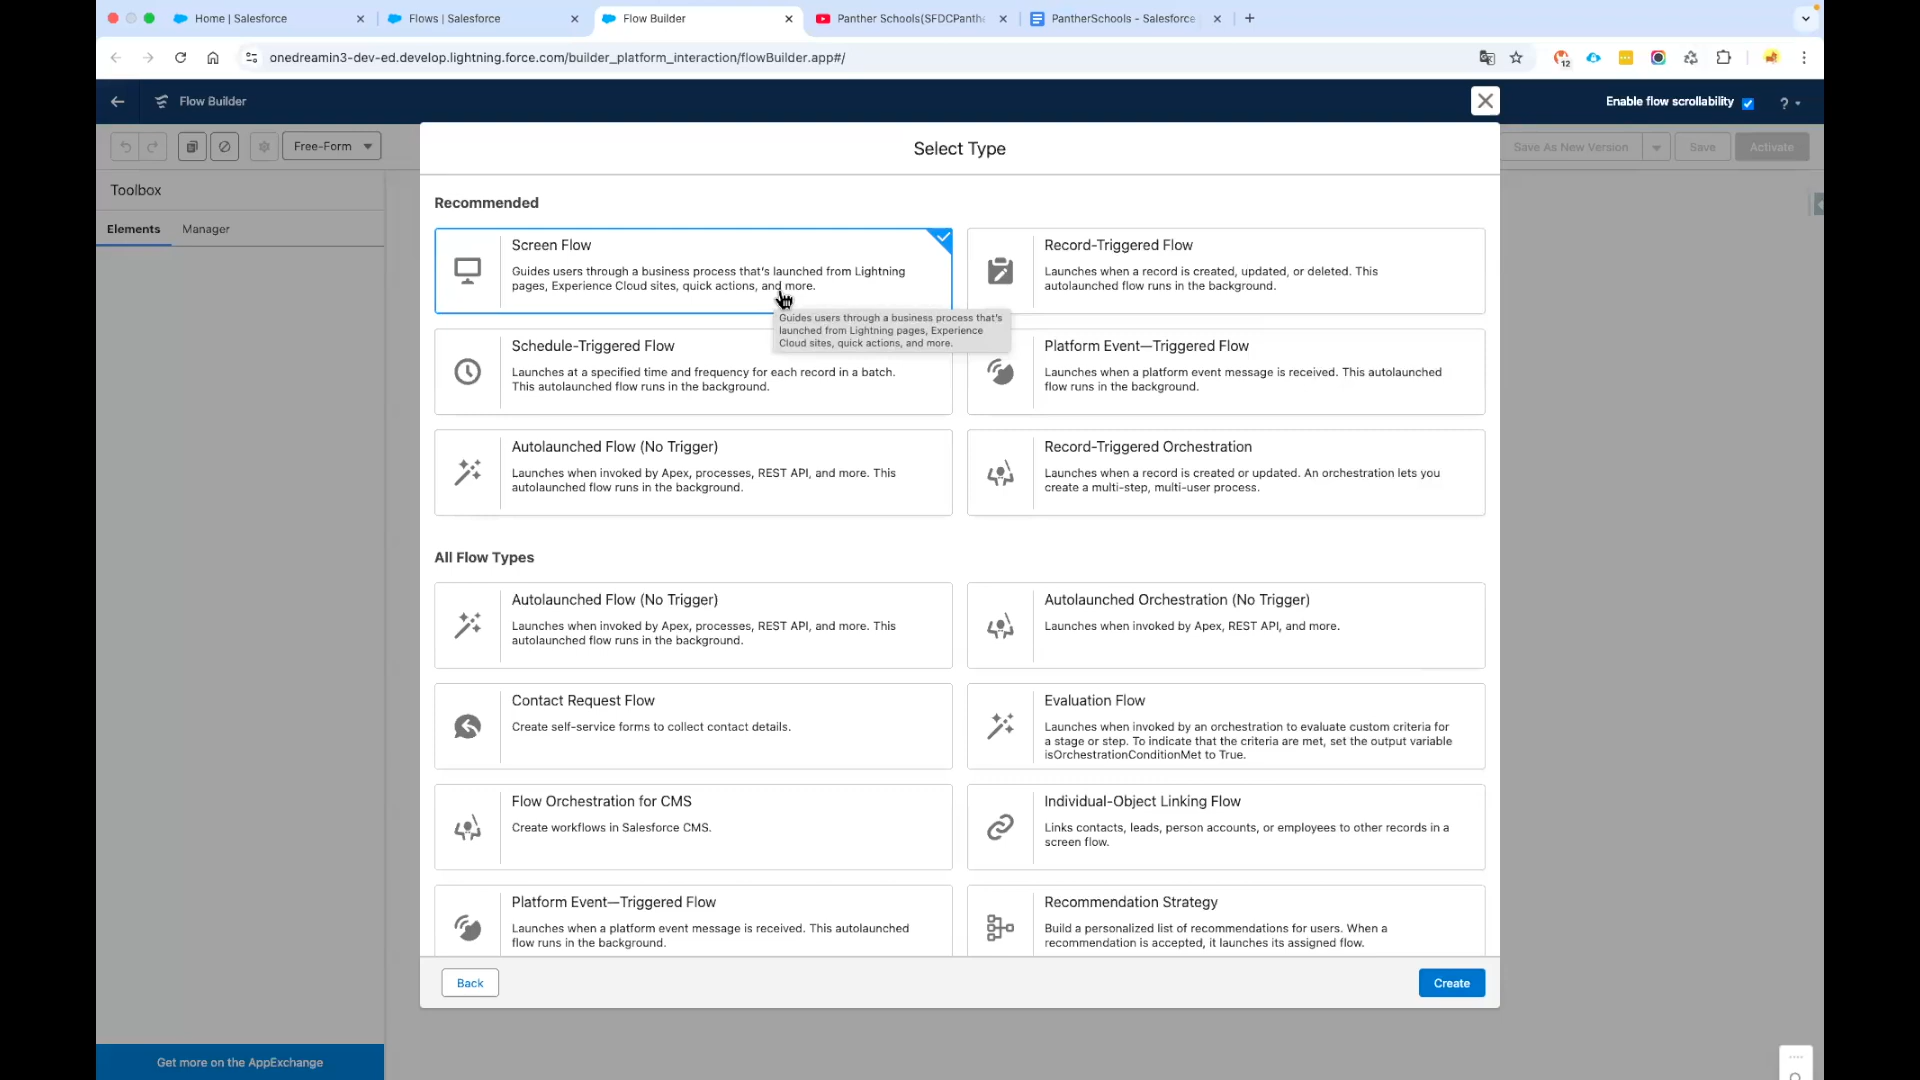 Home | Salesforce
Flows | Salesforce
Flow Builder
Panther Schools(SFDCPanthe
PantherSchools - Salesforce
onedreamin3-dev-ed.develop.lightning.force.com/builder_platform_interaction/flowBuilder.app#/
12
Flow Builder
Enable flow scrollability
?
Free-Form
Select Type
Save As New Version
Save
Activate
Toolbox
Elements
Manager
Recommended
Screen Flow
Guides users through a business process that's launched from Lightning
pages, Experience Cloud sites, quick actions, and more.
Record-Triggered Flow
Launches when a record is created, updated, or deleted. This
autolaunched flow runs in the background.
Guides users through a business process that's
launched from Lightning pages, Experience
Cloud sites, quick actions, and more.
Schedule-Triggered Flow
Launches at a specified time and frequency for each record in a batch.
This autolaunched flow runs in the background.
Platform Event—Triggered Flow
Launches when a platform event message is received. This autolaunched
flow runs in the background.
Autolaunched Flow (No Trigger)
Launches when invoked by Apex, processes, REST API, and more. This
autolaunched flow runs in the background.
Record-Triggered Orchestration
Launches when a record is created or updated. An orchestration lets you
create a multi-step, multi-user process.
All Flow Types
Autolaunched Flow (No Trigger)
Launches when invoked by Apex, processes, REST API, and more. This
autolaunched flow runs in the background.
Autolaunched Orchestration (No Trigger)
Launches when invoked by Apex, REST API, and more.
Contact Request Flow
Create self-service forms to collect contact details.
Evaluation Flow
Launches when invoked by an orchestration to evaluate custom criteria for
a stage or step. To indicate that the criteria are met, set the output variable
isOrchestrationConditionMet to True.
Flow Orchestration for CMS
Create workflows in Salesforce CMS.
Individual-Object Linking Flow
Links contacts, leads, person accounts, or employees to other records in a
screen flow.
Platform Event—Triggered Flow
Launches when a platform event message is received. This autolaunched
flow runs in the background.
Recommendation Strategy
Build a personalized list of recommendations for users. When a
recommendation is accepted, it launches its assigned flow.
Back
Create
Get more on the AppExchange